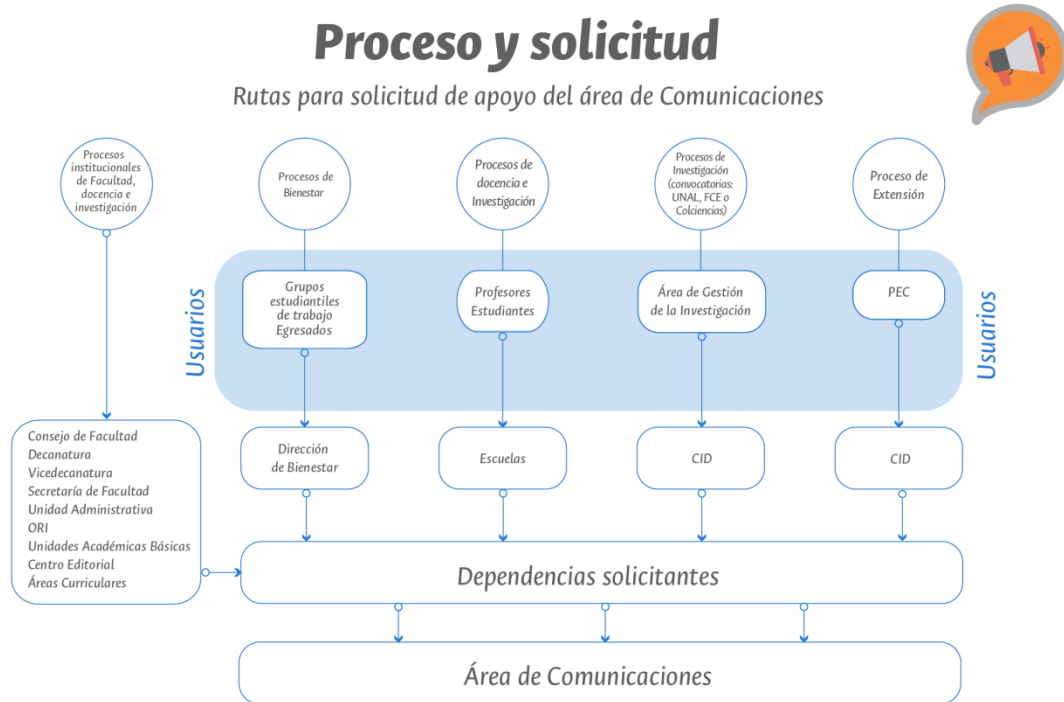 Proceso y solicitud
Rutas para solicitud de apoyo del área de Comunicaciones
Procesos
institucionales
de Facultad,
docencia e
investigación
Procesos de
Bienestar
Procesos de
docencia e
Investigación
Procesos de
Investigación
(convocatorias:
UNAL, FCE o
Colciencias)
Proceso de
Extensión
Usuarios
Grupos
estudiantiles
de trabajo
Egresados
Profesores
Estudiantes
Área de Gestión
de la Investigación
PEC
Usuarios
Consejo de Facultad
Decanatura
Vicedecanatura
Secretaría de Facultad
Unidad Administrativa
ORI
Unidades Académicas Básicas
Centro Editorial
Áreas Curriculares
Dirección
de Bienestar
Escuelas
CID
CID
Dependencias solicitantes
Área de Comunicaciones